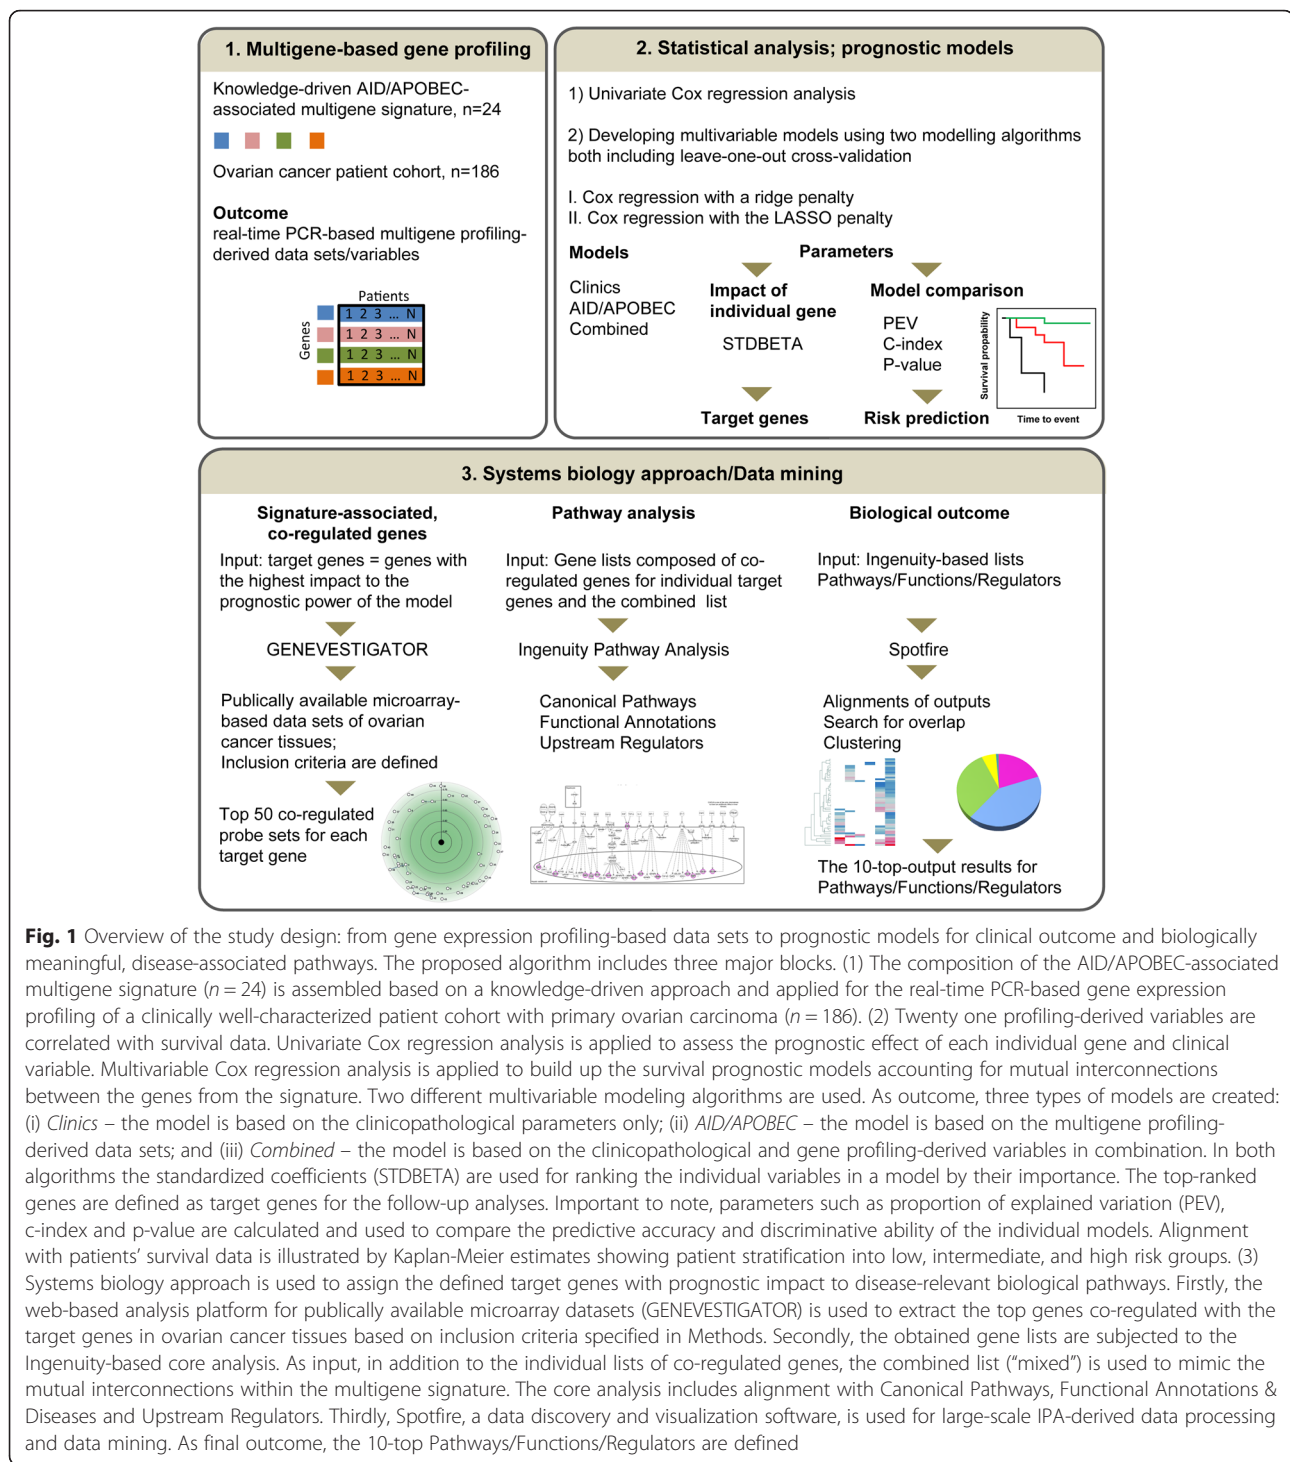 1. Multigene-based gene profiling
Knowledge-driven AID/APOBEC-
associated multigene signature, n=24
Ovarian cancer patient cohort, n=186
Outcome
real-time PCR-based multigene profiling-
derived data sets/variables
Patients
Genes
1 2 3 ... N
1 2 3 ... N
1 2 3 ... N
1 2 3 ... N
2. Statistical analysis; prognostic models
1) Univariate Cox regression analysis
2) Developing multivariable models using two modelling algorithms
both including leave-one-out cross-validation
I. Cox regression with a ridge penalty
II. Cox regression with the LASSO penalty
Models
Clinics
AID/APOBEC
Combined
Parameters
Impact of
individual gene
STDBETA
Target genes
Model comparison
PEV
C-index
P-value
Risk prediction
Survival propability
Time to event
3. Systems biology approach/Data mining
Signature-associated,
co-regulated genes
Input: target genes = genes with
the highest impact to the
prognostic power of the model
GENEVESTIGATOR
Publically available microarray-
based data sets of ovarian
cancer tissues;
Inclusion criteria are defined
Top 50 co-regulated
probe sets for each
target gene
Pathway analysis
Input: Gene lists composed of co-
regulated genes for individual target
genes and the combined list
Ingenuity Pathway Analysis
Canonical Pathways
Functional Annotations
Upstream Regulators
Biological outcome
Input: Ingenuity-based lists
Pathways/Functions/Regulators
Spotfire
Alignments of outputs
Search for overlap
Clustering
The 10-top-output results for
Pathways/Functions/Regulators
Fig. 1 Overview of the study design: from gene expression profiling-based data sets to prognostic models for clinical outcome and biologically
meaningful, disease-associated pathways. The proposed algorithm includes three major blocks. (1) The composition of the AID/APOBEC-associated
multigene signature (n = 24) is assembled based on a knowledge-driven approach and applied for the real-time PCR-based gene expression
profiling of a clinically well-characterized patient cohort with primary ovarian carcinoma (n = 186). (2) Twenty one profiling-derived variables are
correlated with survival data. Univariate Cox regression analysis is applied to assess the prognostic effect of each individual gene and clinical
variable. Multivariable Cox regression analysis is applied to build up the survival prognostic models accounting for mutual interconnections
between the genes from the signature. Two different multivariable modeling algorithms are used. As outcome, three types of models are created:
(i) Clinics – the model is based on the clinicopathological parameters only; (ii) AID/APOBEC – the model is based on the multigene profiling-
derived data sets; and (iii) Combined – the model is based on the clinicopathological and gene profiling-derived variables in combination. In both
algorithms the standardized coefficients (STDBETA) are used for ranking the individual variables in a model by their importance. The top-ranked
genes are defined as target genes for the follow-up analyses. Important to note, parameters such as proportion of explained variation (PEV),
c-index and p-value are calculated and used to compare the predictive accuracy and discriminative ability of the individual models. Alignment
with patients' survival data is illustrated by Kaplan-Meier estimates showing patient stratification into low, intermediate, and high risk groups. (3)
Systems biology approach is used to assign the defined target genes with prognostic impact to disease-relevant biological pathways. Firstly, the
web-based analysis platform for publically available microarray datasets (GENEVESTIGATOR) is used to extract the top genes co-regulated with the
target genes in ovarian cancer tissues based on inclusion criteria specified in Methods. Secondly, the obtained gene lists are subjected to the
Ingenuity-based core analysis. As input, in addition to the individual lists of co-regulated genes, the combined list (“mixed”) is used to mimic the
mutual interconnections within the multigene signature. The core analysis includes alignment with Canonical Pathways, Functional Annotations &
Diseases and Upstream Regulators. Thirdly, Spotfire, a data discovery and visualization software, is used for large-scale IPA-derived data processing
and data mining. As final outcome, the 10-top Pathways/Functions/Regulators are defined